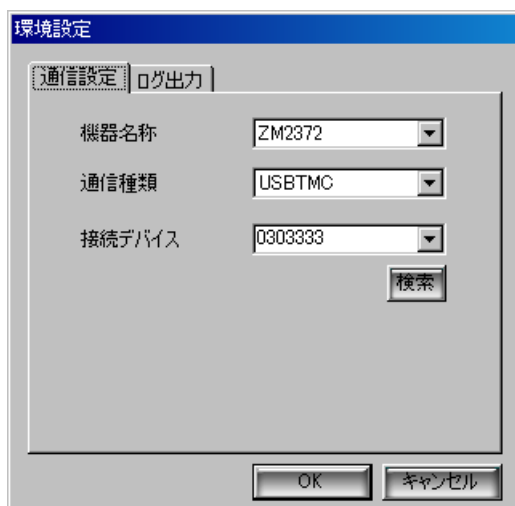 環境設定
通信設定 ログ出力
機器名称 ZM2372
通信種類 USBTMC
接続デバイス 0303333
検索
OK キャンセル